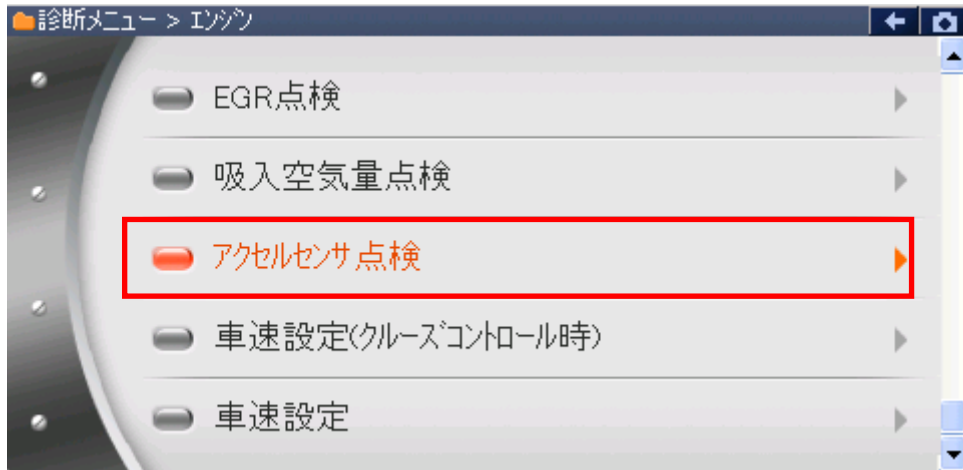 診断メニュー > エンジン
EGR点検
吸入空気量点検
アクセルセンサ点検
車速設定(クルーズコントロール時)
車速設定